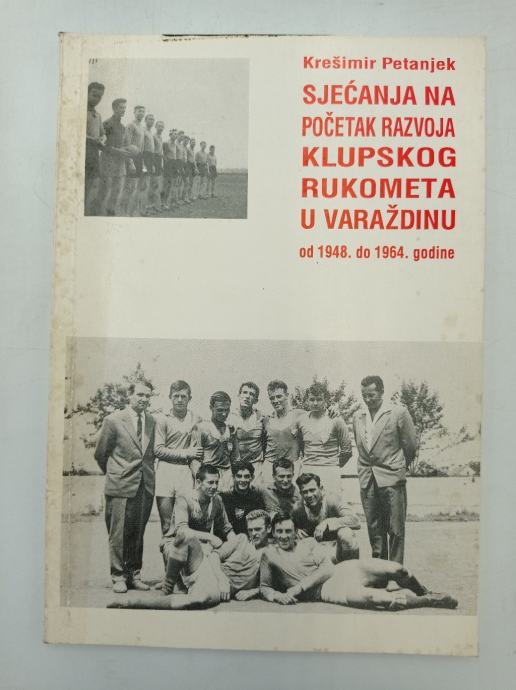 Krešimir Petanjek
SJEĆANJA NA
POČETAK RAZVOJA
KLUPSKOG
RUKOMETA
U VARAŽDINU
od 1948. do 1964. godine